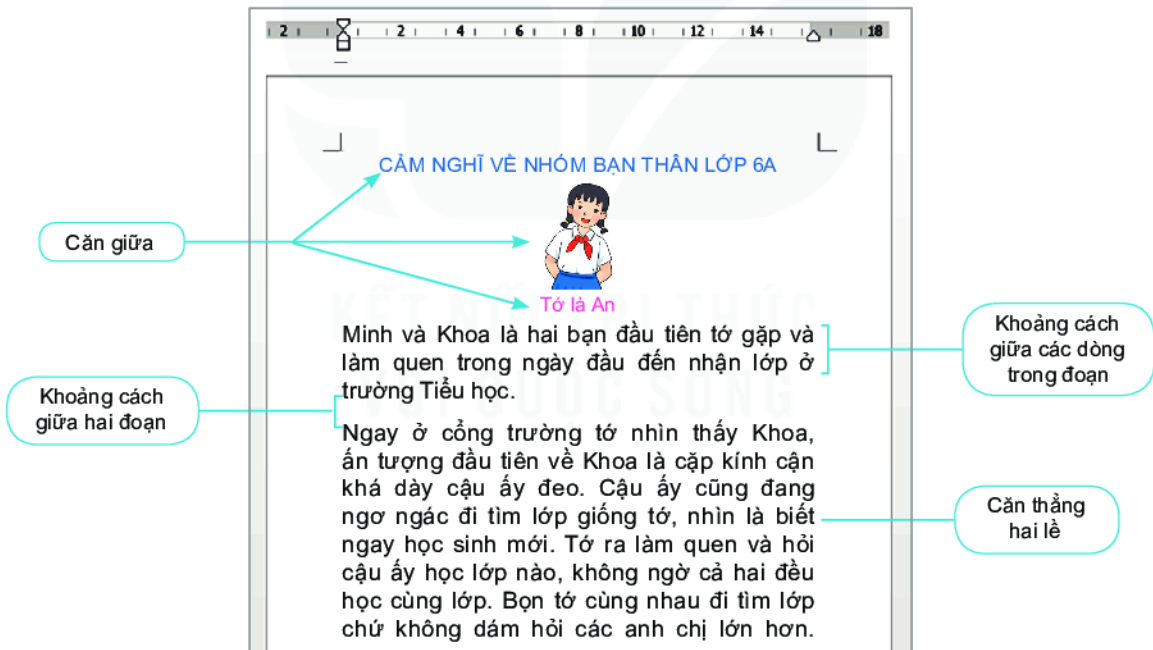 2 2 4 6 8 10 12 14 18
CẢM NGHĨ VỀ NHÓM BẠN THÂN LỚP 6A
Căn giữa
Tớ là An
KẾT NỐI TRI THỨC
VỚI CUỘC SỐNG
Minh và Khoa là hai bạn đầu tiên tớ gặp và
làm quen trong ngày đầu đến nhận lớp ở
trường Tiểu học.
Khoảng cách
giữa các dòng
trong đoạn
Khoảng cách
giữa hai đoạn
Ngay ở cổng trường tớ nhìn thấy Khoa,
ấn tượng đầu tiên về Khoa là cặp kính cận
khá dày cậu ấy đeo. Cậu ấy cũng đang
ngơ ngác đi tìm lớp giống tớ, nhìn là biết
ngay học sinh mới. Tớ ra làm quen và hỏi
cậu ấy học lớp nào, không ngờ cả hai đều
học cùng lớp. Bọn tớ cùng nhau đi tìm lớp
chứ không dám hỏi các anh chị lớn hơn.
Căn thẳng
hai lề